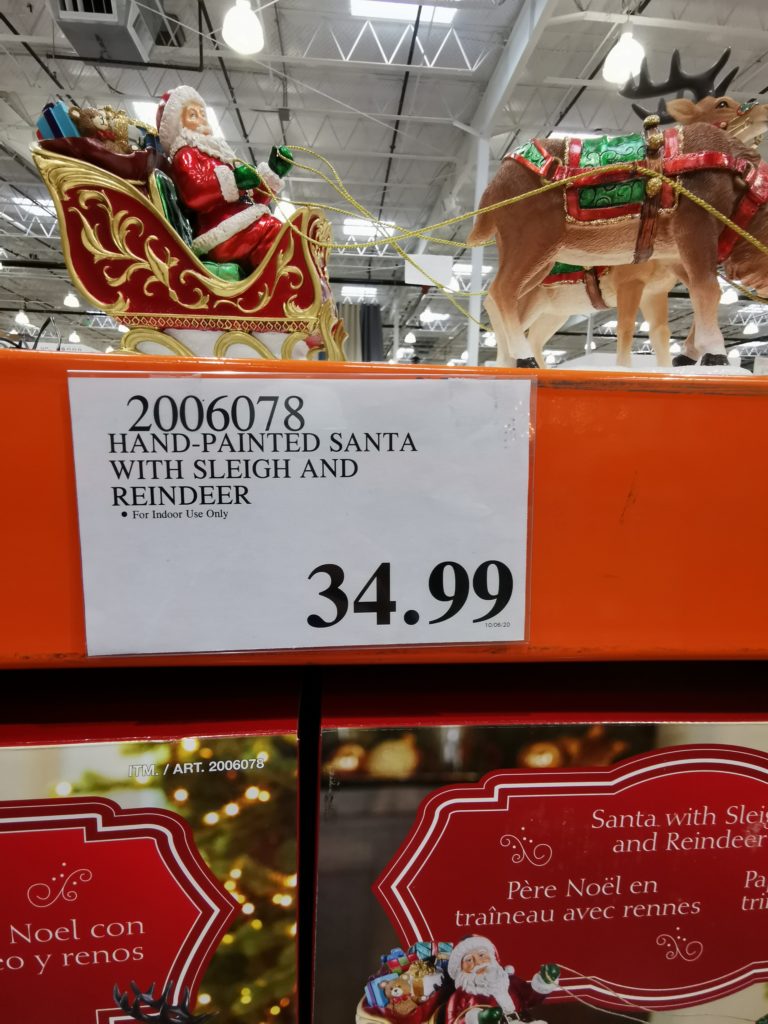 2006078
HAND-PAINTED SANTA
WITH SLEIGH AND
REINDEER
• For Indoor Use Only
34.99
10/06/20
ITM. / ART. 2006078
Noel con
o y renos
Santa with
and Reindeer
Père Noël en
traîneau avec rennes